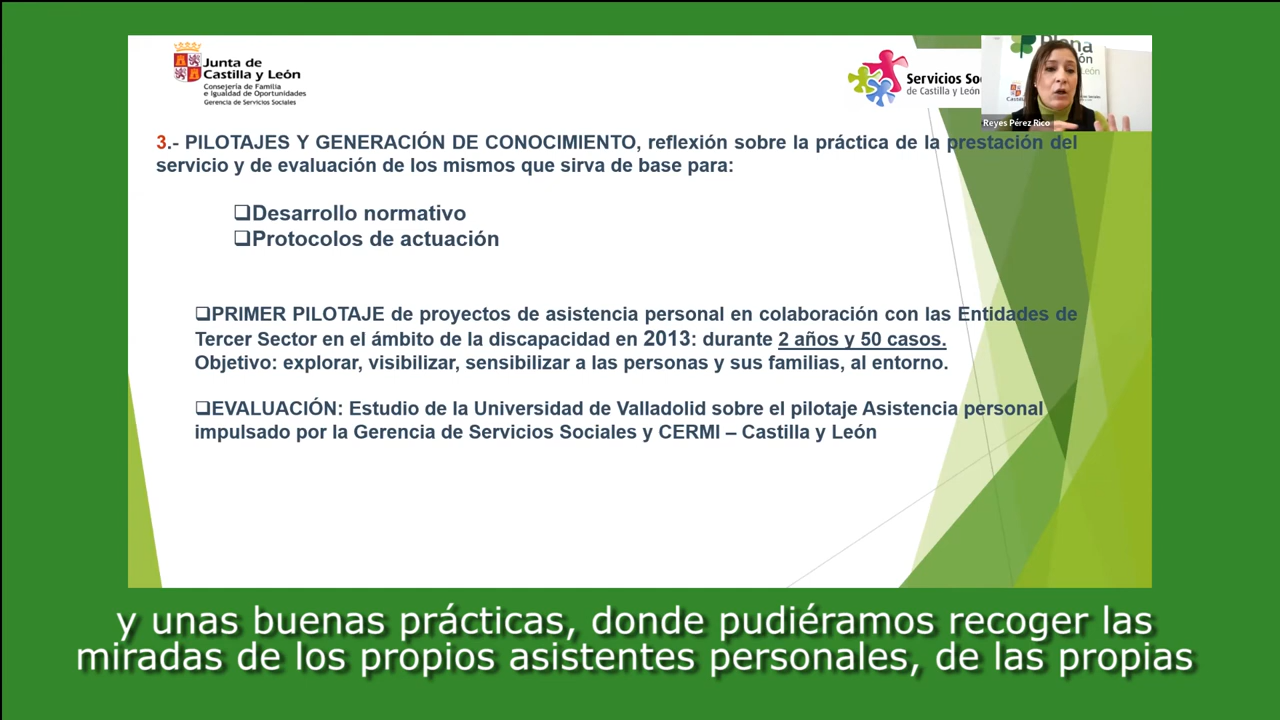 Junta de
Castilla y León
Consejería de Familia
e Igualdad de Oportunidades
Gerencia de Servicios Sociales
Servicios Soc
de Castilla y León
Plena
León
Reyes Pérez Rico
3.- PILOTAJES Y GENERACIÓN DE CONOCIMIENTO, reflexión sobre la práctica de la prestación del
servicio y de evaluación de los mismos que sirva de base para:
❑Desarrollo normativo
❑Protocolos de actuación
❑PRIMER PILOTAJE de proyectos de asistencia personal en colaboración con las Entidades de
Tercer Sector en el ámbito de la discapacidad en 2013: durante 2 años y 50 casos.
Objetivo: explorar, visibilizar, sensibilizar a las personas y sus familias, al entorno.
❑EVALUACIÓN: Estudio de la Universidad de Valladolid sobre el pilotaje Asistencia personal
impulsado por la Gerencia de Servicios Sociales y CERMI – Castilla y León
y unas buenas prácticas, donde pudiéramos recoger las
miradas de los propios asistentes personales, de las propias